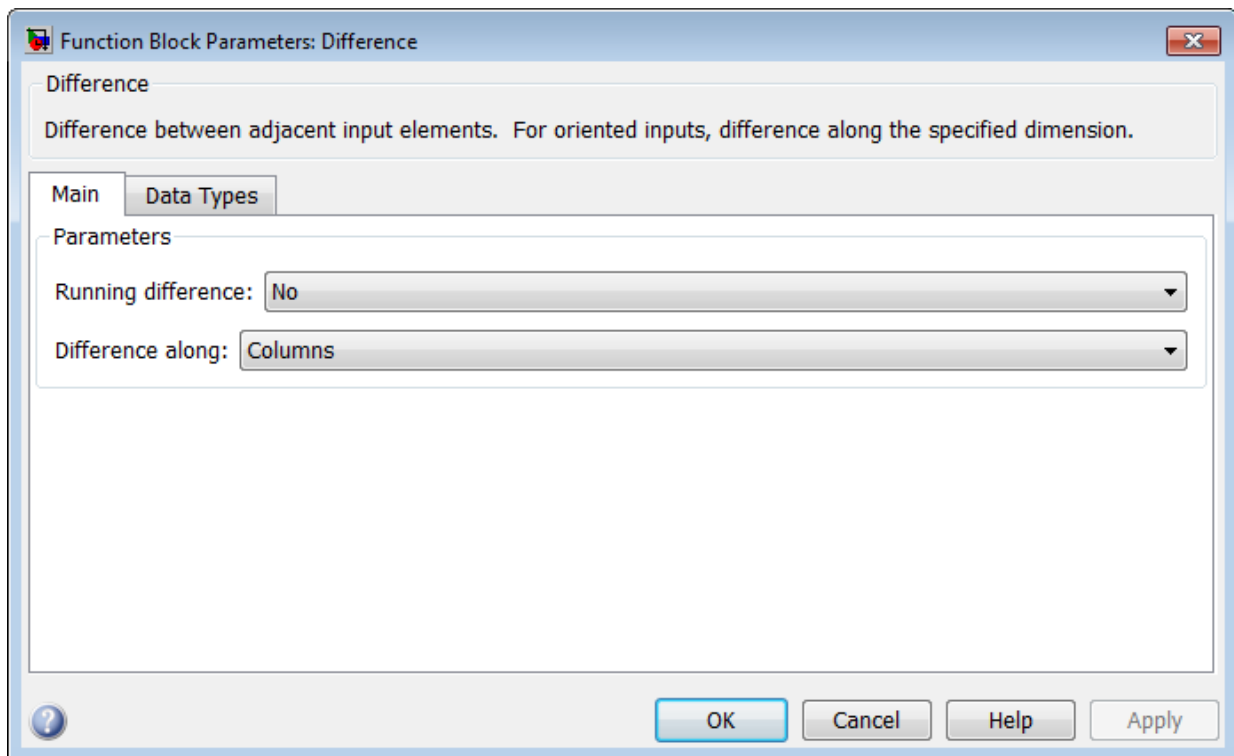 Function Block Parameters: Difference
Difference
Difference between adjacent input elements.  For oriented inputs, difference along the specified dimension.
Main Data Types
Parameters
Running difference: No
Difference along: Columns
? OK Cancel Help Apply